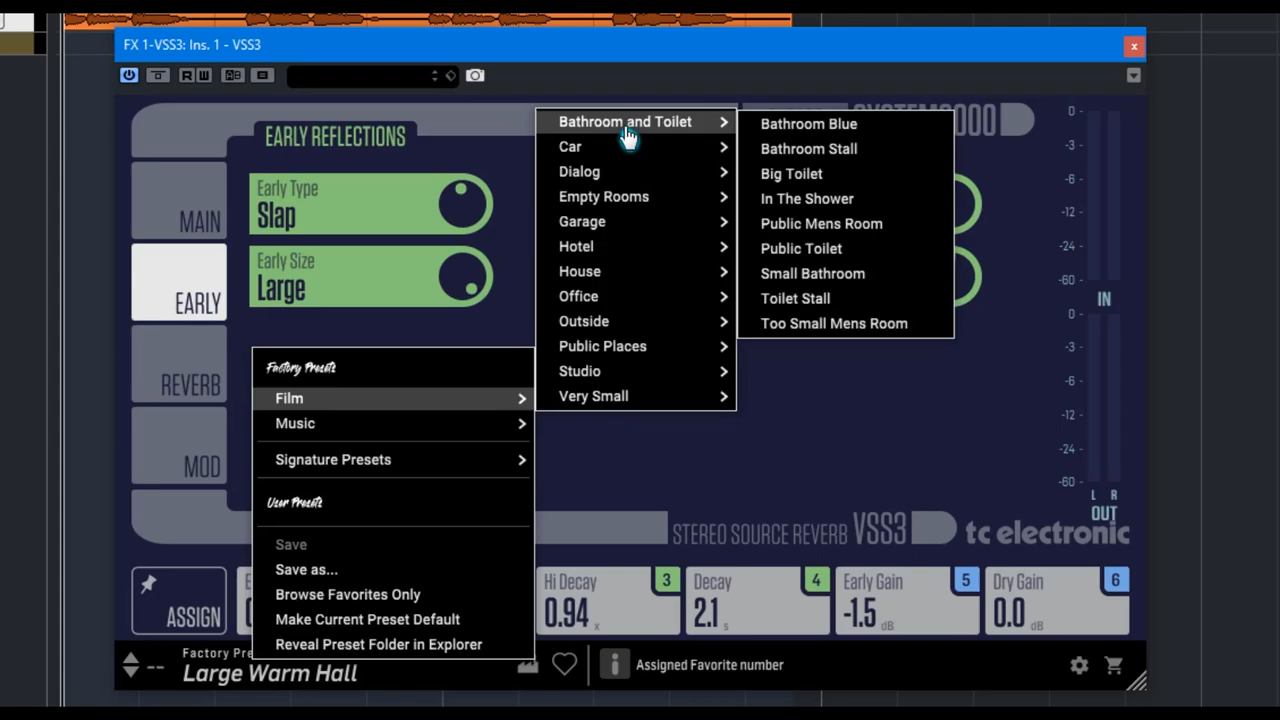 FX 1-VSS3: Ins. 1 - VSS3
x
R W
EARLY REFLECTIONS
Early Type
Slap
Early Size
Large
MAIN
EARLY
REVERB
MOD
Factory Presets
Film
Music
Signature Presets
User Presets
Save
Save as...
Browse Favorites Only
Make Current Preset Default
Reveal Preset Folder in Explorer
Bathroom and Toilet
Car
Dialog
Empty Rooms
Garage
Hotel
House
Office
Outside
Public Places
Studio
Very Small
Bathroom Blue
Bathroom Stall
Big Toilet
In The Shower
Public Mens Room
Public Toilet
Small Bathroom
Toilet Stall
Too Small Mens Room
0
-3
-6
-12
-24
-60
IN
0
-3
-6
-12
-24
-60
L R
OUT
STEREO SOURCE REVERB VSS3
tc electronic
ASSIGN
Hi Decay 3
0.94 x
Decay 4
2.1 s
Early Gain 5
-1.5 dB
Dry Gain 6
0.0 dB
--
Large Warm Hall
Assigned Favorite number